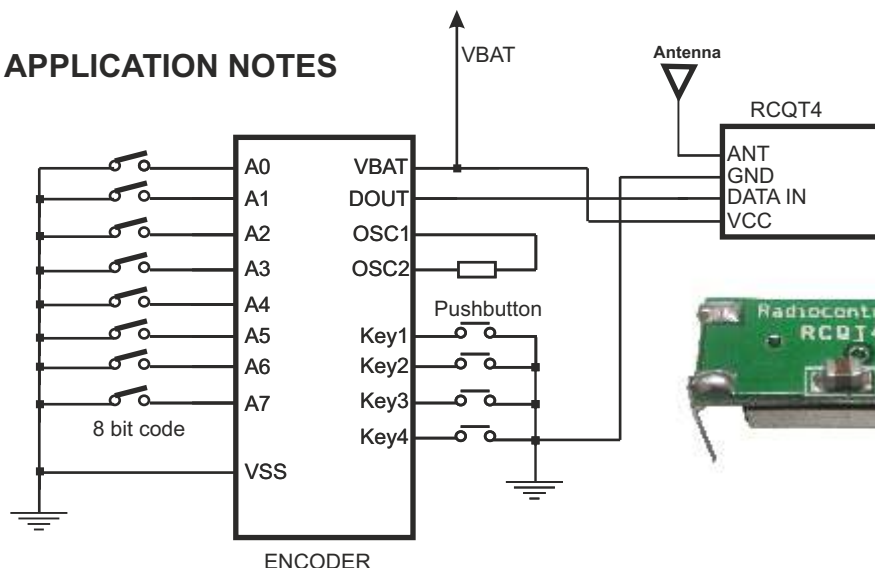 APPLICATION NOTES
VBAT
Antenna
RCQT4
ANT
GND
DATA IN
VCC
A0
A1
A2
A3
A4
A5
A6
A7
8 bit code
VSS
VBAT
DOUT
OSC1
OSC2
Pushbutton
Key1
Key2
Key3
Key4
ENCODER